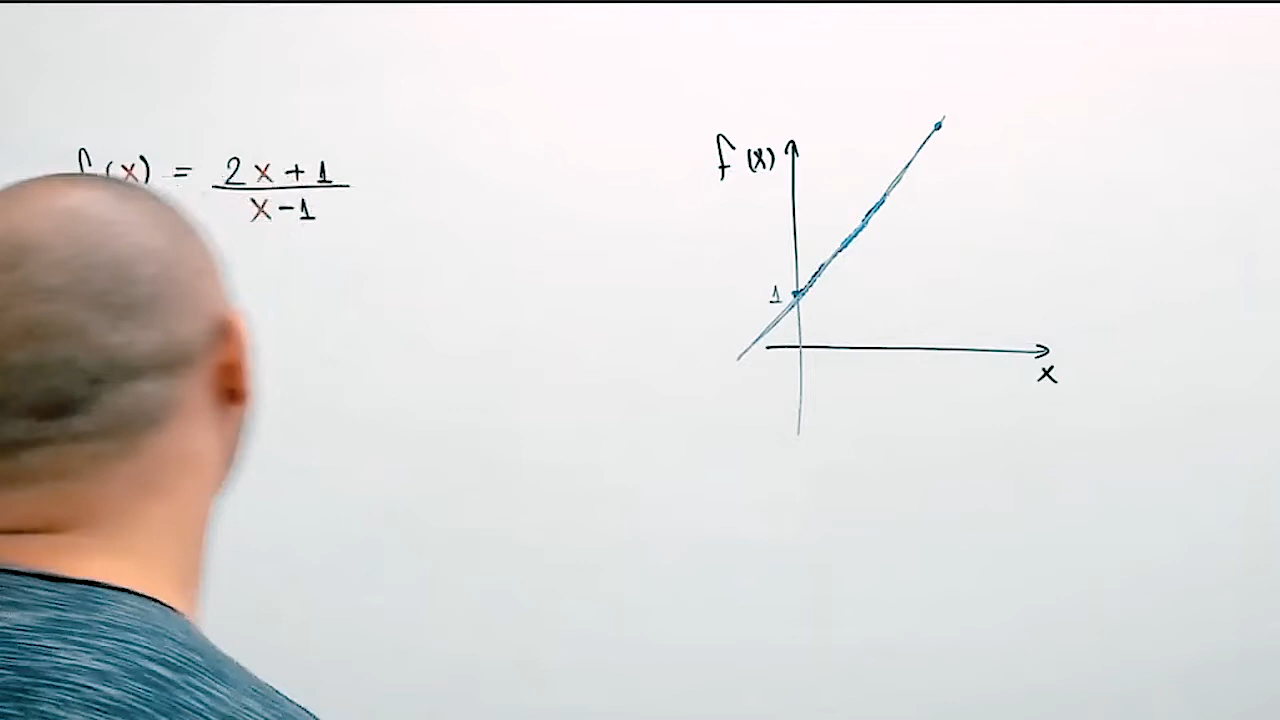 f(x) = 2x+1
x-1
f(x)
1
x